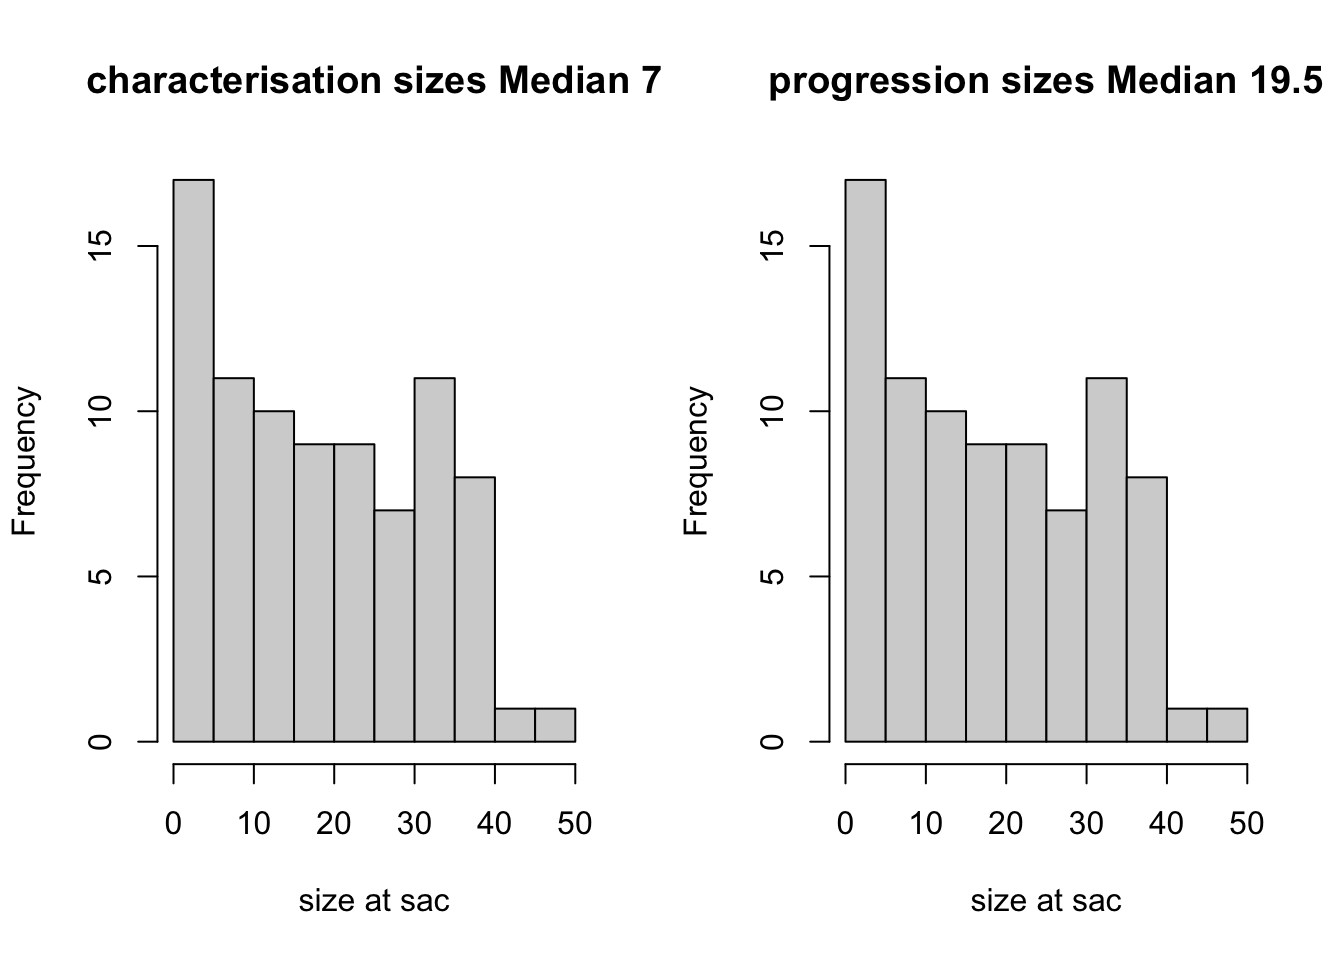 characterisation sizes Median 7
Frequency
15
10
5
0
0 10 20 30 40 50
size at sac
progression sizes Median 19.5
Frequency
15
10
5
0
0 10 20 30 40 50
size at sac